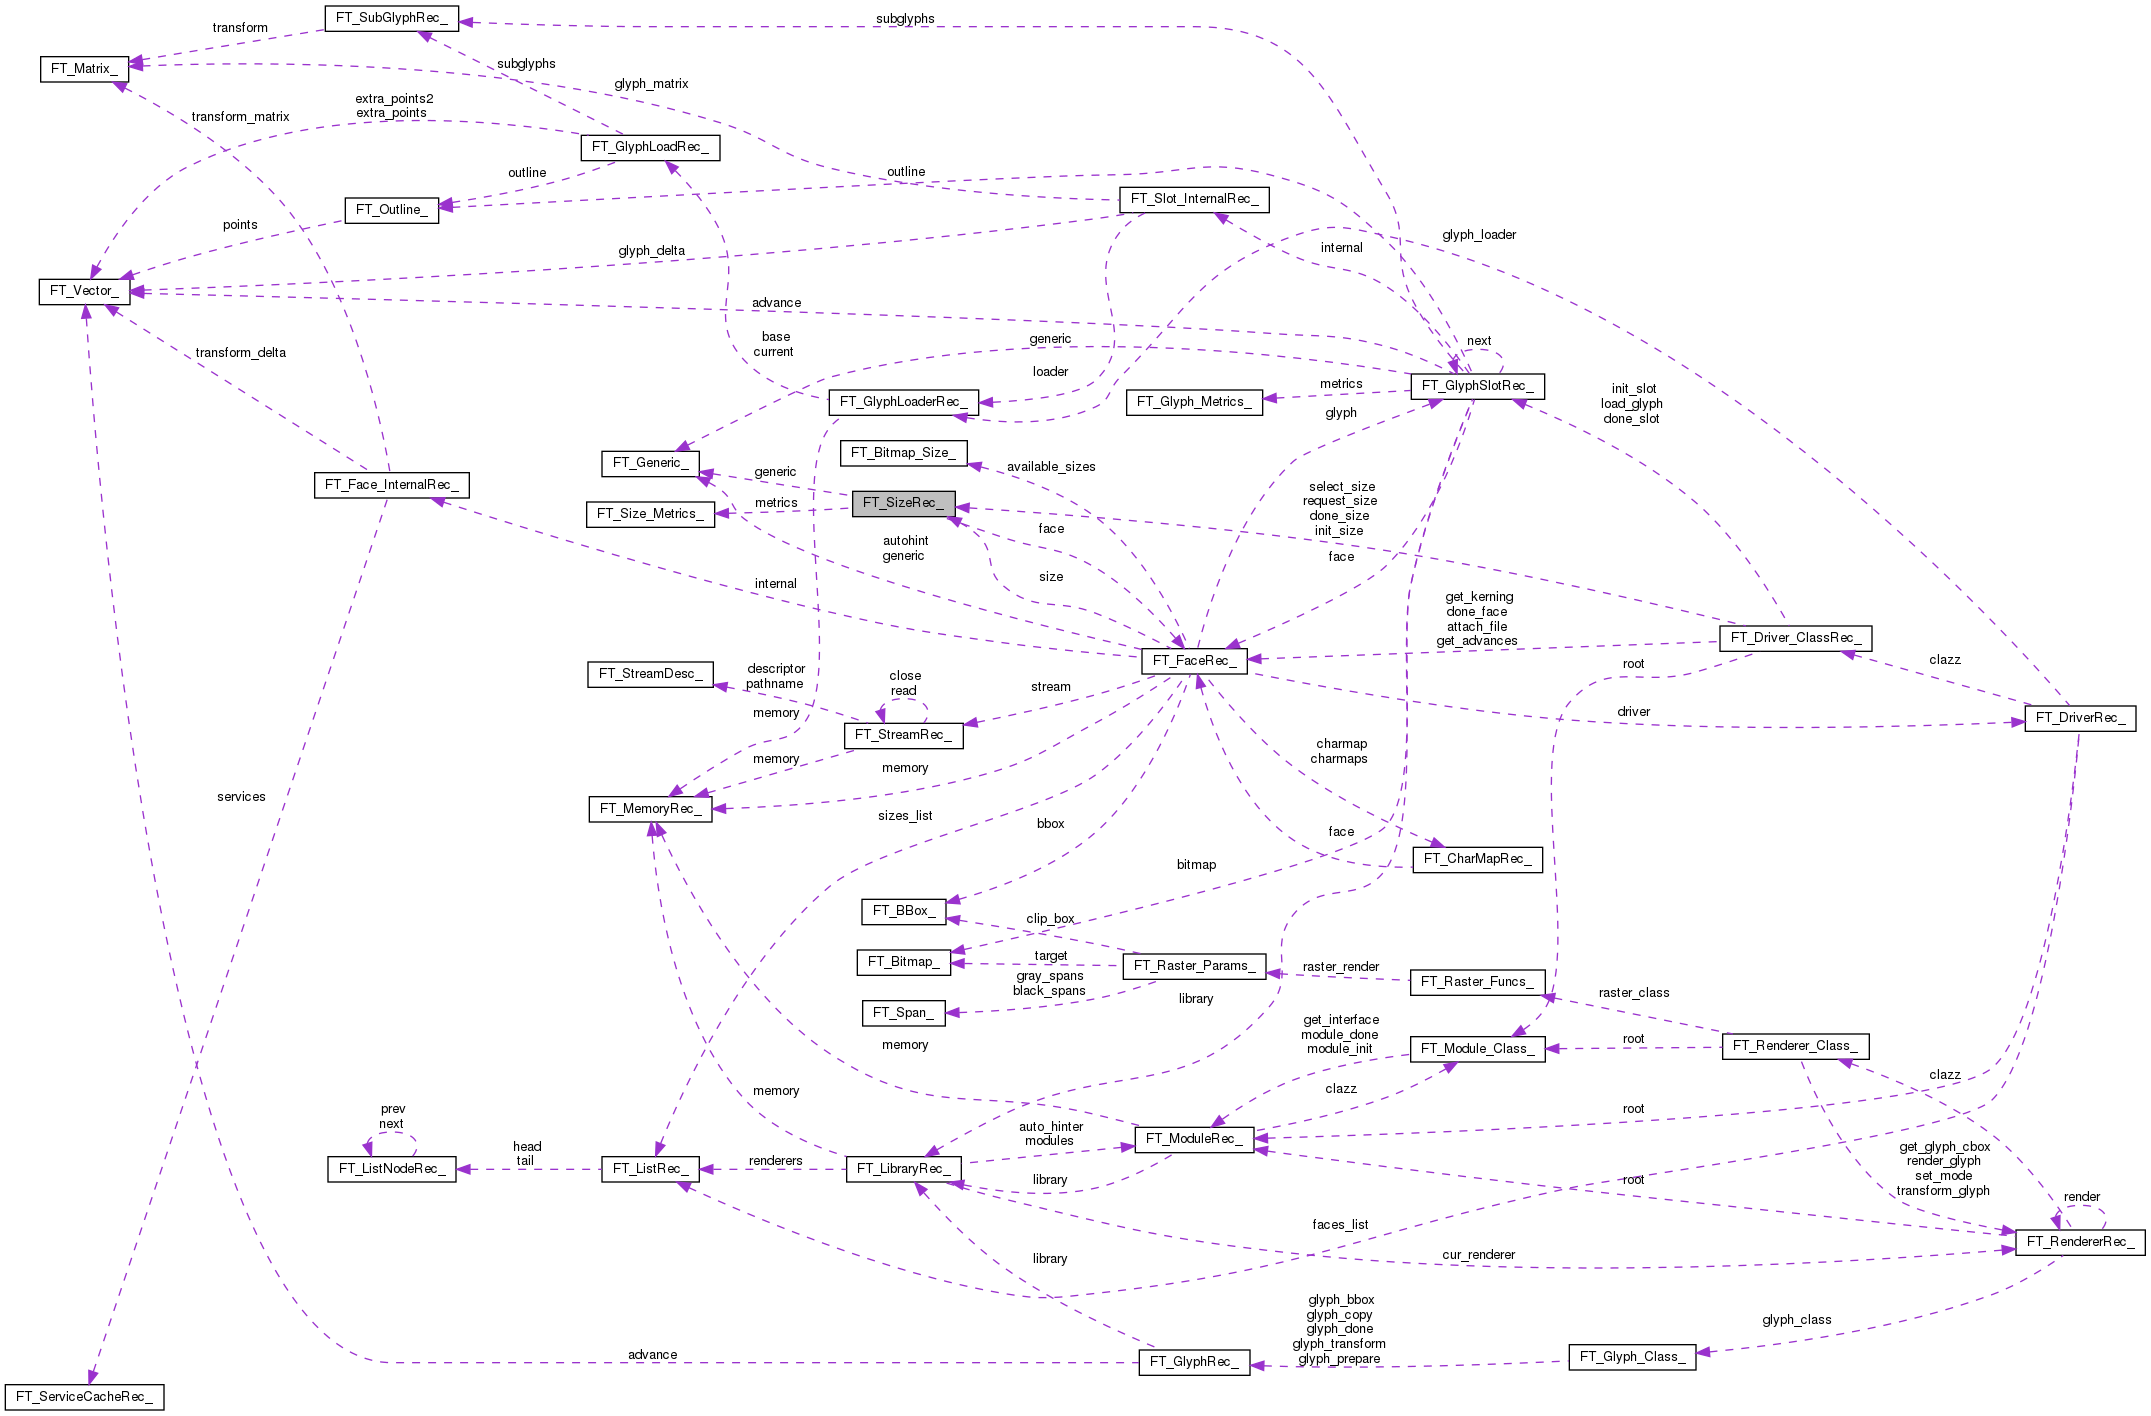 FT_SubGlyphRec_
subglyphs
transform
FT_Matrix_
subglyphs
glyph_matrix
extra_points2
extra_points
transform_matrix
FT_GlyphLoadRec_
outline
outline
FT_Slot_InternalRec_
FT_Outline_
points
glyph_delta
internal
glyph_loader
FT_Vector_
advance
transform_delta
base
current
generic
next
loader
metrics
FT_GlyphSlotRec_
init_slot
load_glyph
done_slot
FT_GlyphLoaderRec_
FT_Glyph_Metrics_
glyph
FT_Bitmap_Size_
available_sizes
FT_Generic_
generic
FT_Face_InternalRec_
FT_SizeRec_
select_size
request_size
done_size
init_size
FT_Size_Metrics_
metrics
face
autohint
generic
face
size
internal
get_kerning
done_face
attach_file
get_advances
FT_Driver_ClassRec_
FT_FaceRec_
root
clazz
FT_StreamDesc_
descriptor
pathname
close
read
stream
memory
driver
FT_DriverRec_
FT_StreamRec_
memory
memory
charmap
charmaps
services
FT_MemoryRec_
sizes_list
bbox
face
bitmap
FT_CharMapRec_
FT_BBox_
clip_box
FT_Bitmap_
target
FT_Raster_Params_
raster_render
FT_Raster_Funcs_
gray_spans
black_spans
raster_class
FT_Span_
library
memory
get_interface
module_done
module_init
FT_Module_Class_
root
FT_Renderer_Class_
memory
clazz
clazz
root
prev
next
auto_hinter
modules
FT_ModuleRec_
head
tail
renderers
FT_ListNodeRec_
FT_ListRec_
FT_LibraryRec_
library
root
get_glyph_cbox
render_glyph
set_mode
transform_glyph
render
faces_list
FT_RendererRec_
library
cur_renderer
glyph_bbox
glyph_copy
glyph_done
glyph_transform
glyph_prepare
glyph_class
advance
FT_GlyphRec_
FT_Glyph_Class_
FT_ServiceCacheRec_